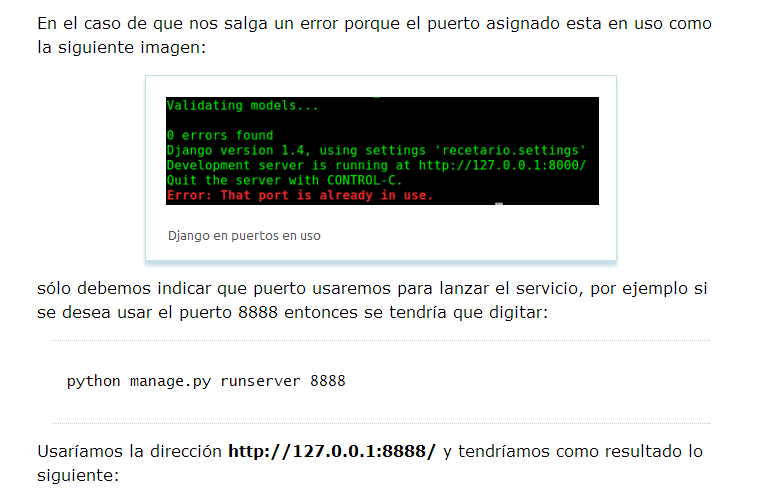 En el caso de que nos salga un error porque el puerto asignado esta en uso como
la siguiente imagen:
Validating models...
0 errors found
Django version 1.4, using settings 'recetario.settings'
Development server is running at http://127.0.0.1:8000/
Quit the server with CONTROL-C.
Error: That port is already in use.
Django en puertos en uso
sólo debemos indicar que puerto usaremos para lanzar el servicio, por ejemplo si
se desea usar el puerto 8888 entonces se tendría que digitar:
python manage.py runserver 8888
Usaríamos la dirección http://127.0.0.1:8888/ y tendríamos como resultado lo
siguiente: